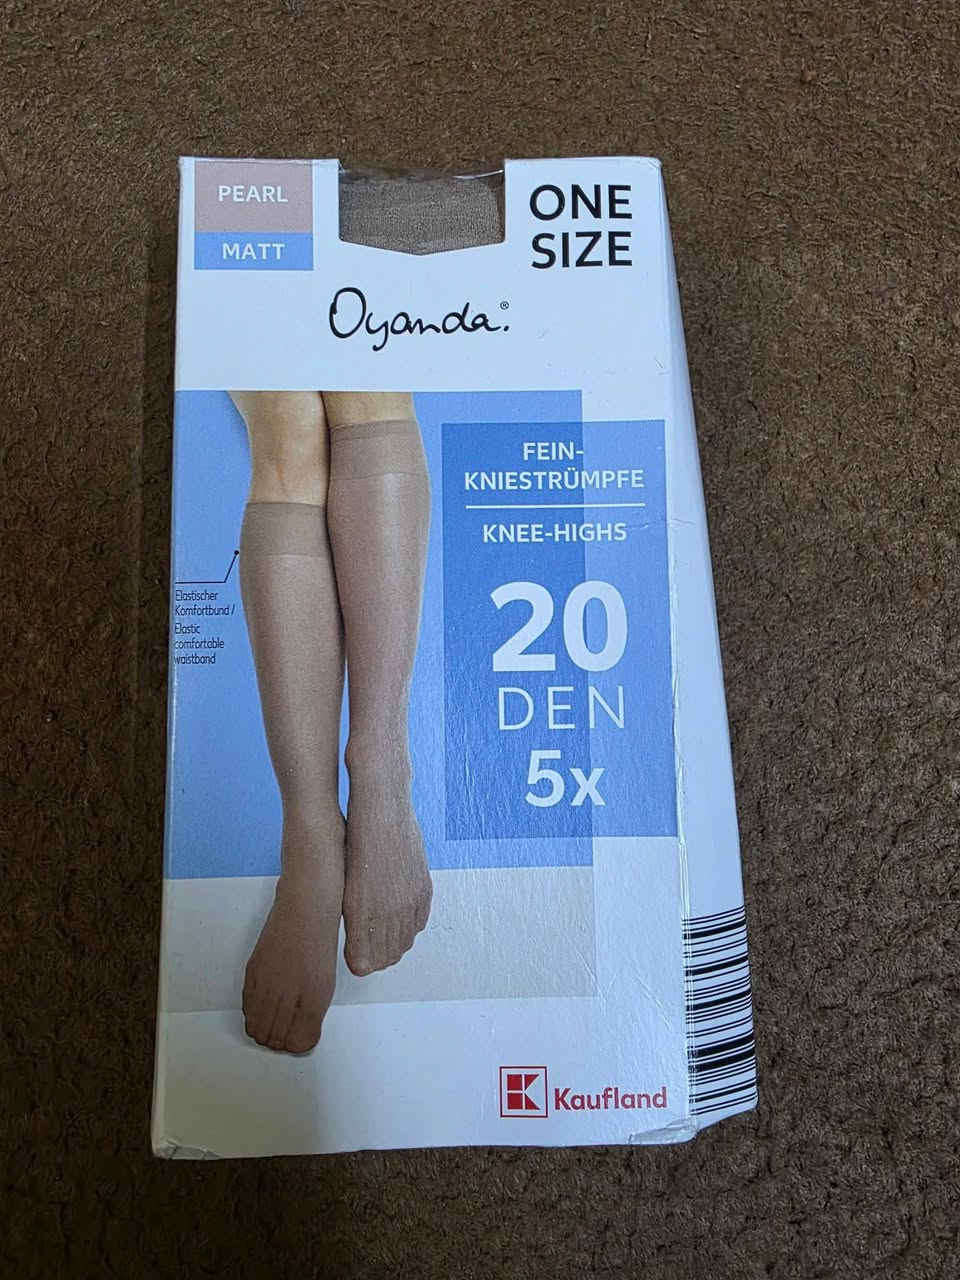 PEARL
MATT
ONE
SIZE
Oyanda.®
FEIN-
KNIESTRÜMPFE
KNEE-HIGHS
20
DEN
5x
Elastischer
Komfortbund /
Elastic
comfortable
waistband
Kaufland